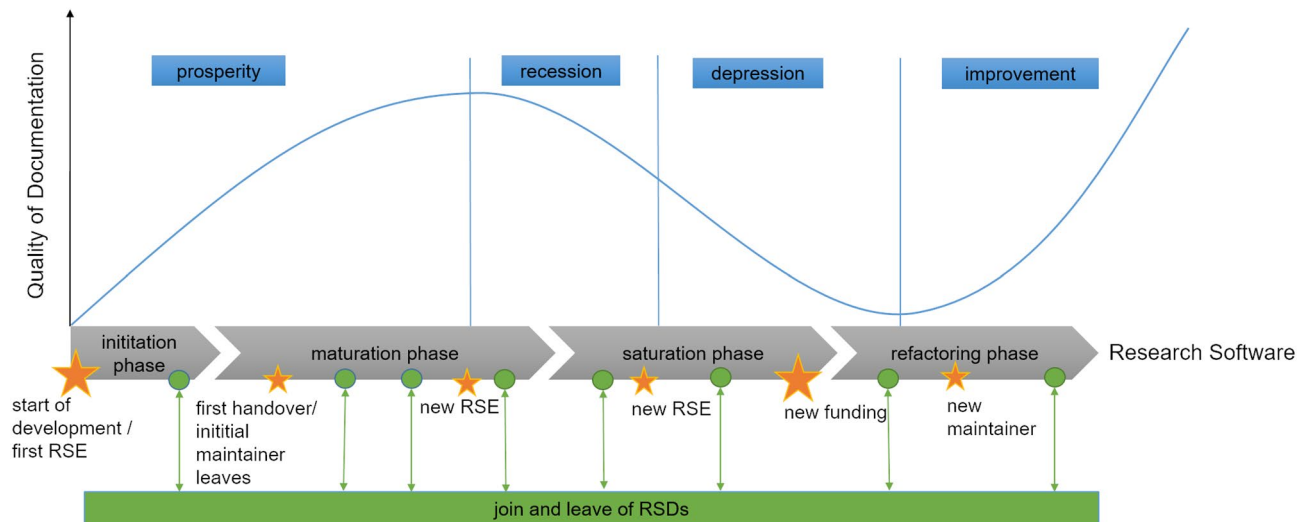 Quality of Documentation
prosperity
recession
depression
improvement
inititation
phase
maturation phase
saturation phase
refactoring phase
Research Software
start of
development /
first RSE
first handover/
inititial
maintainer
leaves
new RSE
new RSE
new funding
new
maintainer
join and leave of RSDs